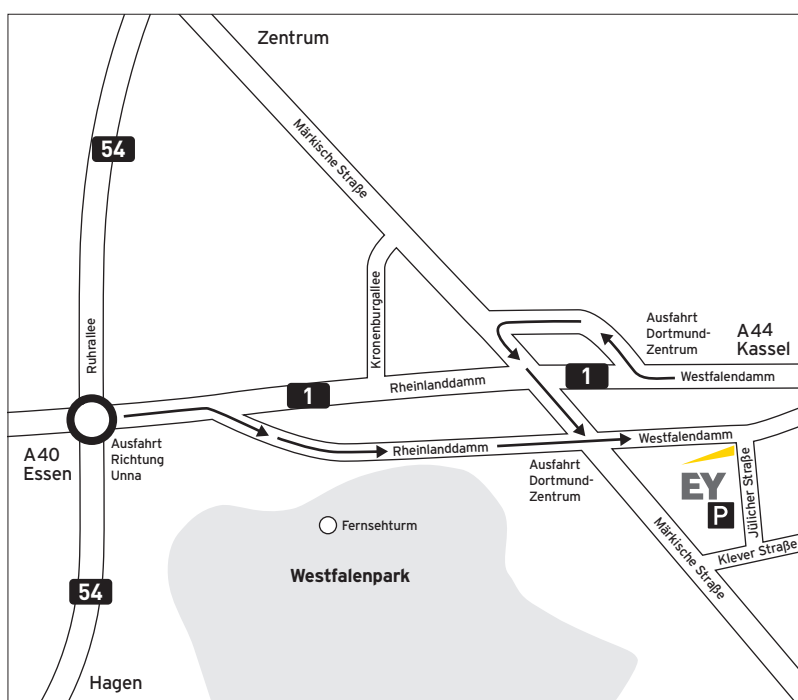 Zentrum
54
Märkische Straße
Kronenburgallee
Ruhrallee
Ausfahrt
Dortmund-
Zentrum
A44
Kassel
1
Westfalendamm
1
Rheinlanddamm
A40
Essen
Ausfahrt
Richtung
Unna
Rheinlanddamm
Westfalendamm
Ausfahrt
Dortmund-
Zentrum
EY
P
Jülicher Straße
Klever Straße
Märkische Straße
Fernsehturm
Westfalenpark
54
Hagen